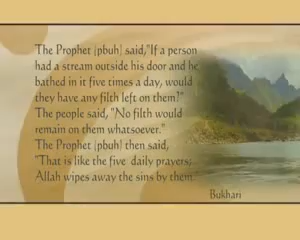 The Prophet (pbuh) said,"If a person
had a stream outside his door and he
bathed in it five times a day, would
they have any filth left on them?"
The people said, "No filth would
remain on them whatsoever."
The Prophet (pbuh) then said,
"That is like the five daily prayers;
Allah wipes away the sins by them."
Bukhari